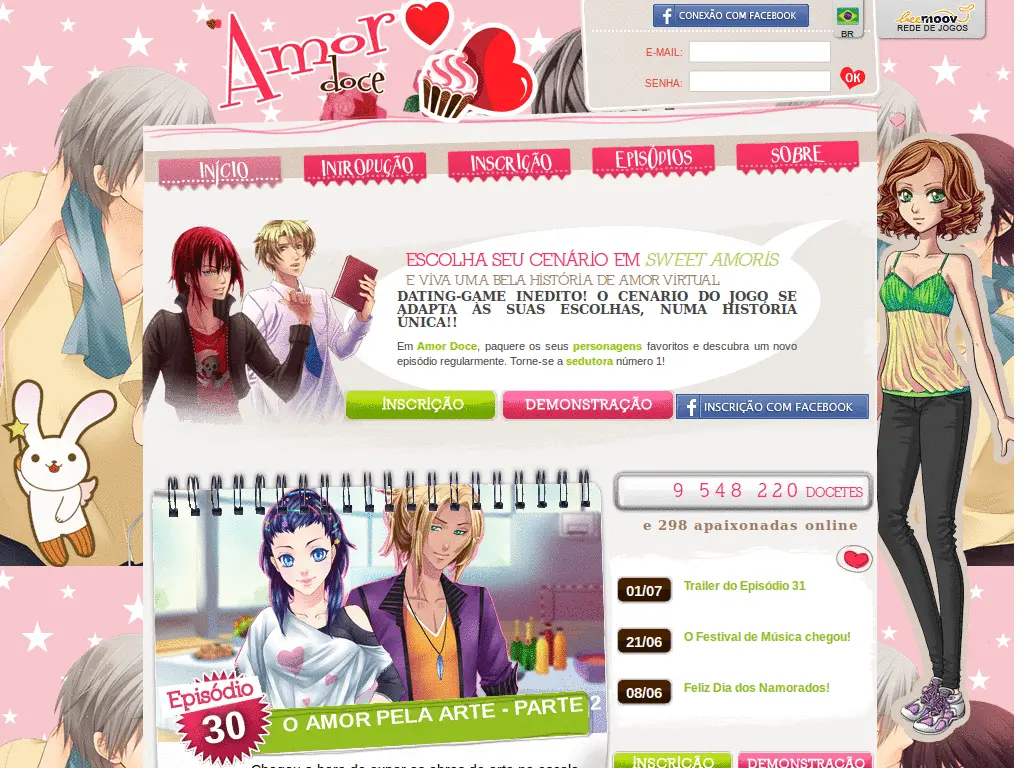 Amor
doce
CONEXÃO COM FACEBOOK
BR
beemoov
REDE DE JOGOS
E-MAIL:
SENHA:
OK
INÍCIO
INTRODUÇÃO
INSCRIÇÃO
EPISÓDIOS
SOBRE
ESCOLHA SEU CENÁRIO EM SWEET AMORIS
E VIVA UMA BELA HISTÓRIA DE AMOR VIRTUAL
DATING-GAME INEDITO! O CENARIO DO JOGO SE
ADAPTA ÀS SUAS ESCOLHAS, NUMA HISTÓRIA
ÚNICA!!
Em Amor Doce, paquere os seus personagens favoritos e descubra um novo
episódio regularmente. Torne-se a sedutora número 1!
INSCRIÇÃO
DEMONSTRAÇÃO
INSCRIÇÃO COM FACEBOOK
9 548 220 DOCETES
e 298 apaixonadas online
01/07 Trailer do Episódio 31
21/06 O Festival de Música chegou!
08/06 Feliz Dia dos Namorados!
Episódio
30
O AMOR PELA ARTE - PARTE 2
INSCRIÇÃO
DEMONSTRAÇÃO